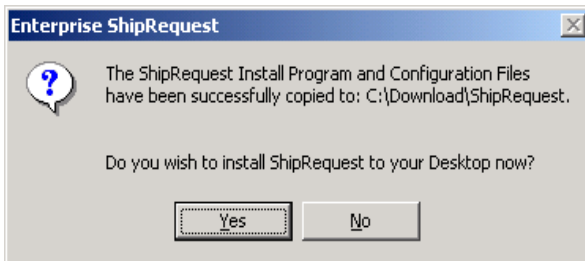 Enterprise ShipRequest
The ShipRequest Install Program and Configuration Files
have been successfully copied to: C:\Download\ShipRequest.
Do you wish to install ShipRequest to your Desktop now?
Yes
No